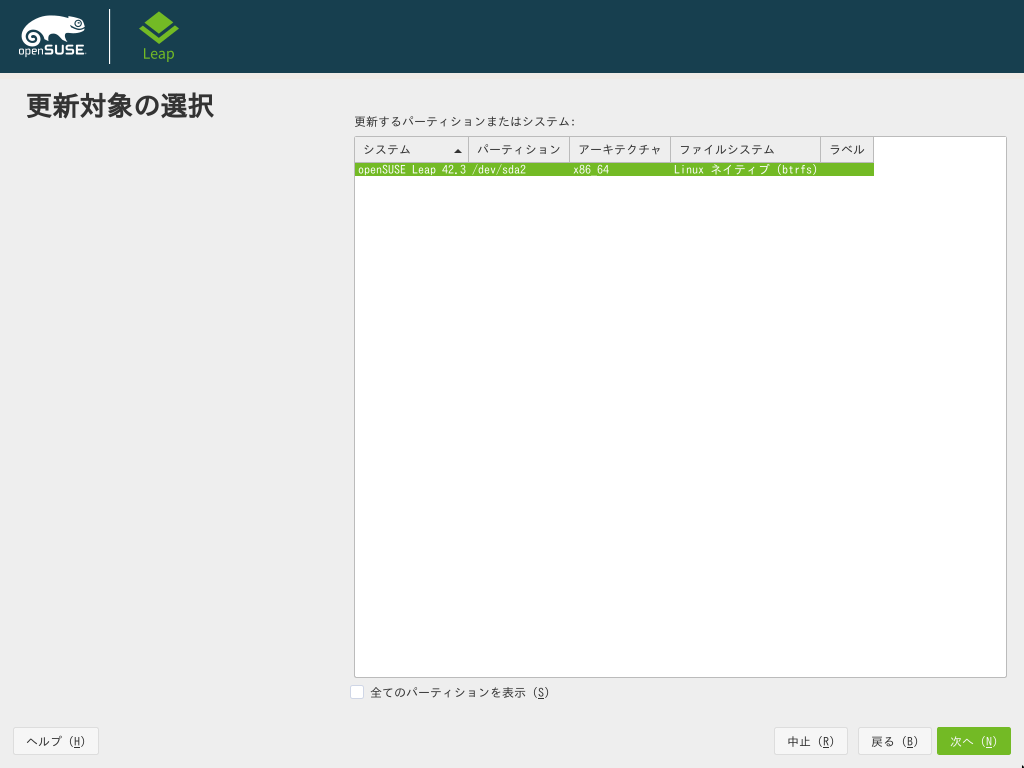 openSUSE
Leap
更新対象の選択
更新するパーティションまたはシステム:
システム パーティション アーキテクチャ ファイルシステム ラベル
openSUSE Leap 42.3 /dev/sda2 x86_64 Linux ネイティブ (btrfs)
全てのパーティションを表示 (S)
ヘルプ (H) 中止 (R) 戻る (B) 次へ (N)